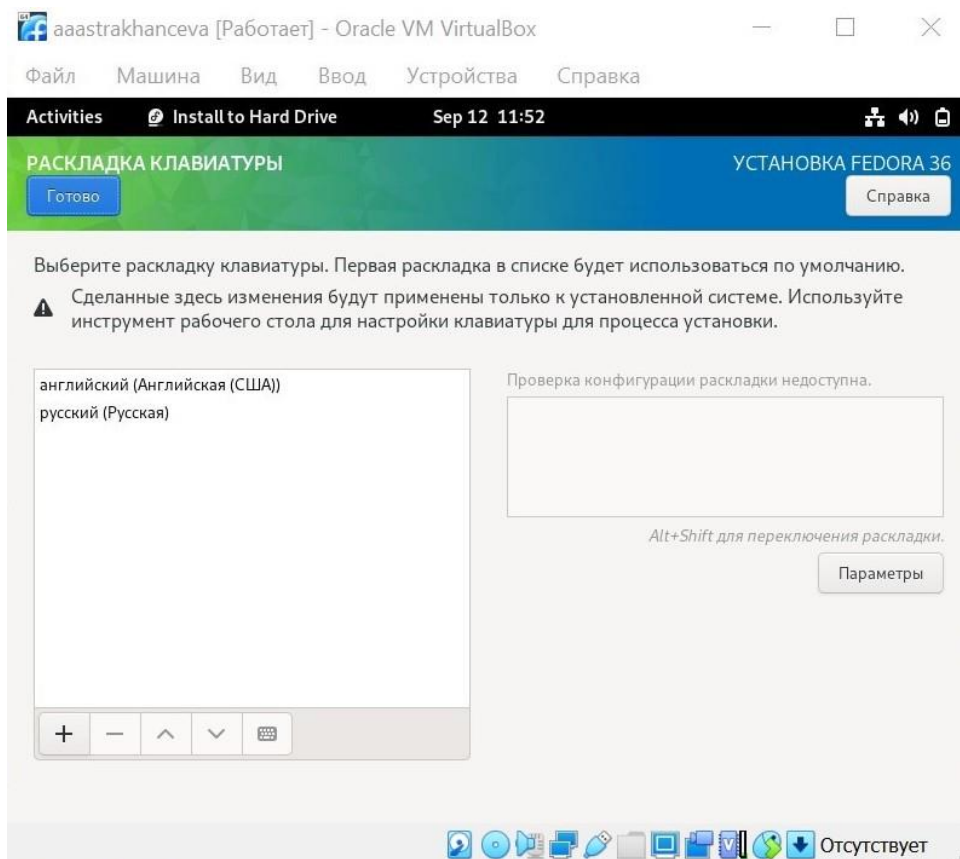 aaastrakhanceva [Работает] - Oracle VM VirtualBox
Файл Машина Вид Ввод Устройства Справка
Activities Install to Hard Drive Sep 12 11:52
РАСКЛАДКА КЛАВИАТУРЫ УСТАНОВКА FEDORA 36
Готово Справка
Выберите раскладку клавиатуры. Первая раскладка в списке будет использоваться по умолчанию.
Сделанные здесь изменения будут применены только к установленной системе. Используйте
инструмент рабочего стола для настройки клавиатуры для процесса установки.
английский (Английская (США))
русский (Русская)
Проверка конфигурации раскладки недоступна.
Alt+Shift для переключения раскладки.
Параметры
Отсутствует